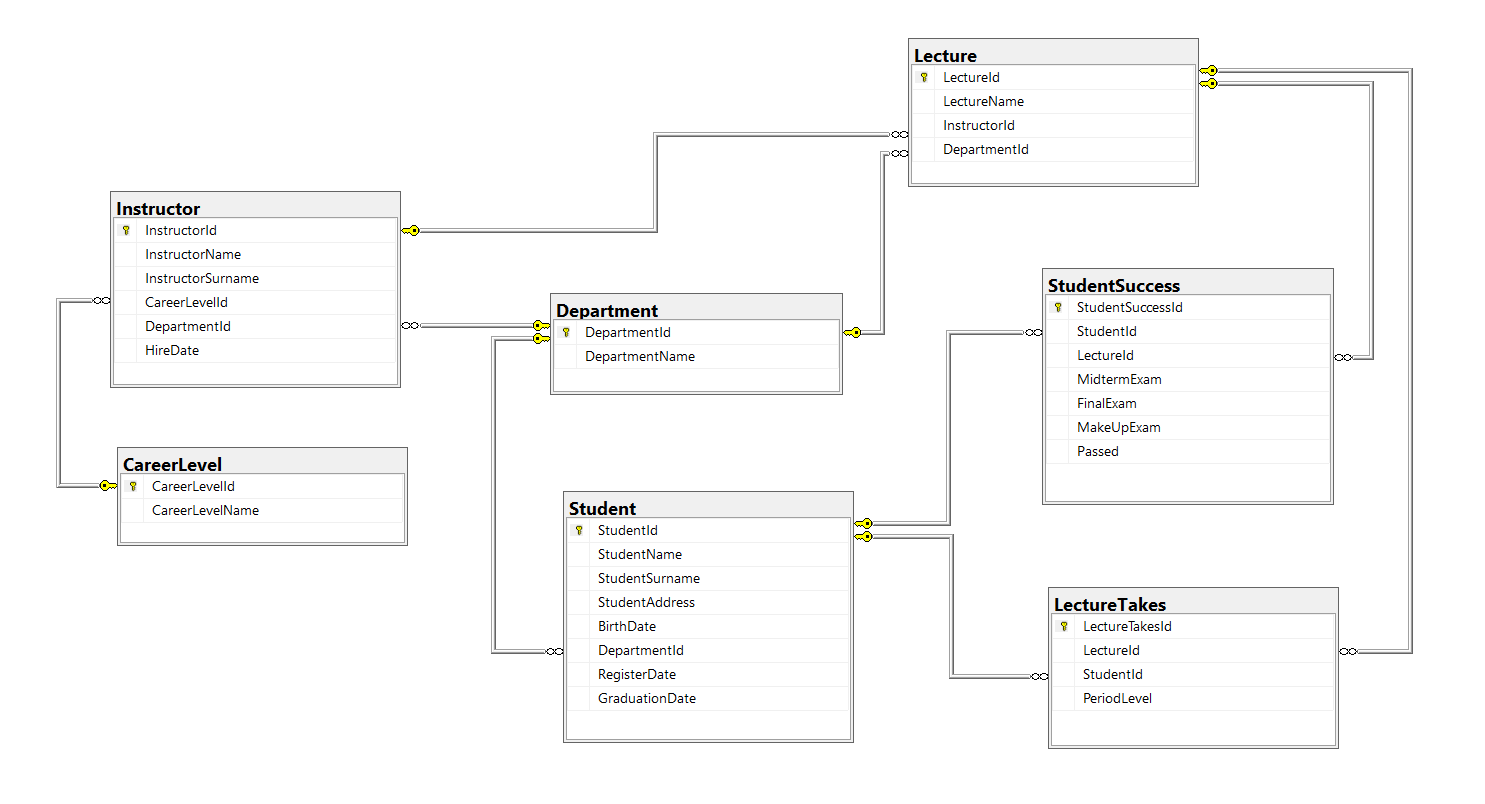 Lecture
LectureId
LectureName
InstructorId
DepartmentId
Instructor
InstructorId
InstructorName
InstructorSurname
CareerLevelId
DepartmentId
HireDate
Department
DepartmentId
DepartmentName
StudentSuccess
StudentSuccessId
StudentId
LectureId
MidtermExam
FinalExam
MakeUpExam
Passed
CareerLevel
CareerLevelId
CareerLevelName
Student
StudentId
StudentName
StudentSurname
StudentAddress
BirthDate
DepartmentId
RegisterDate
GraduationDate
LectureTakes
LectureTakesId
LectureId
StudentId
PeriodLevel